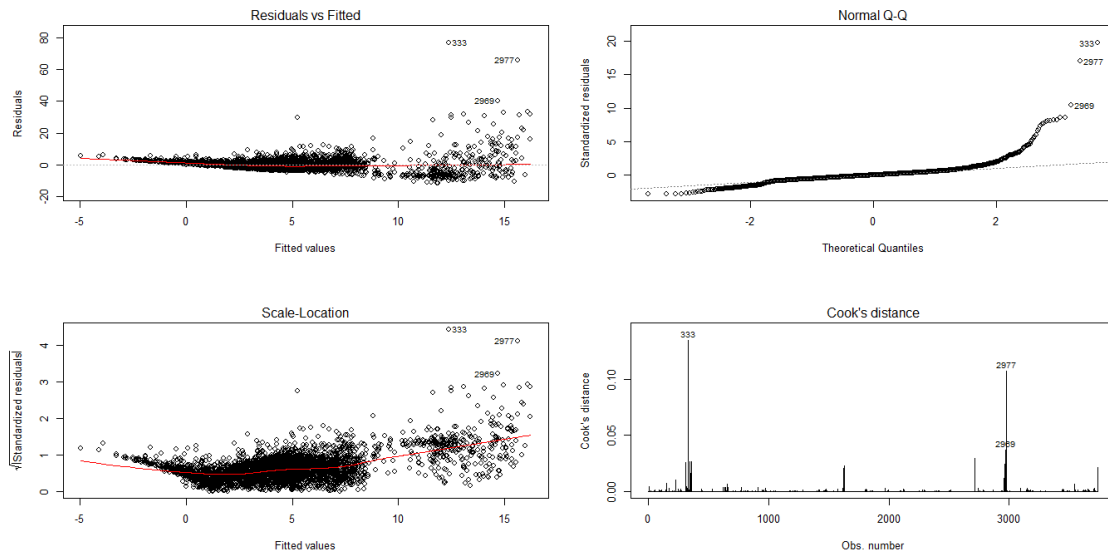 Residuals vs Fitted
Residuals
-20 0 20 40 60 80
333
2977
2969
-5 0 5 10 15
Fitted values
Normal Q-Q
Standardized residuals
0 5 10 15 20
333
2977
2969
-2 0 2
Theoretical Quantiles
Scale-Location
√|Standardized residuals|
0 1 2 3 4
333
2977
2969
-5 0 5 10 15
Fitted values
Cook's distance
Cook's distance
0.00 0.05 0.10
333
2977
2969
0 1000 2000 3000
Obs. number